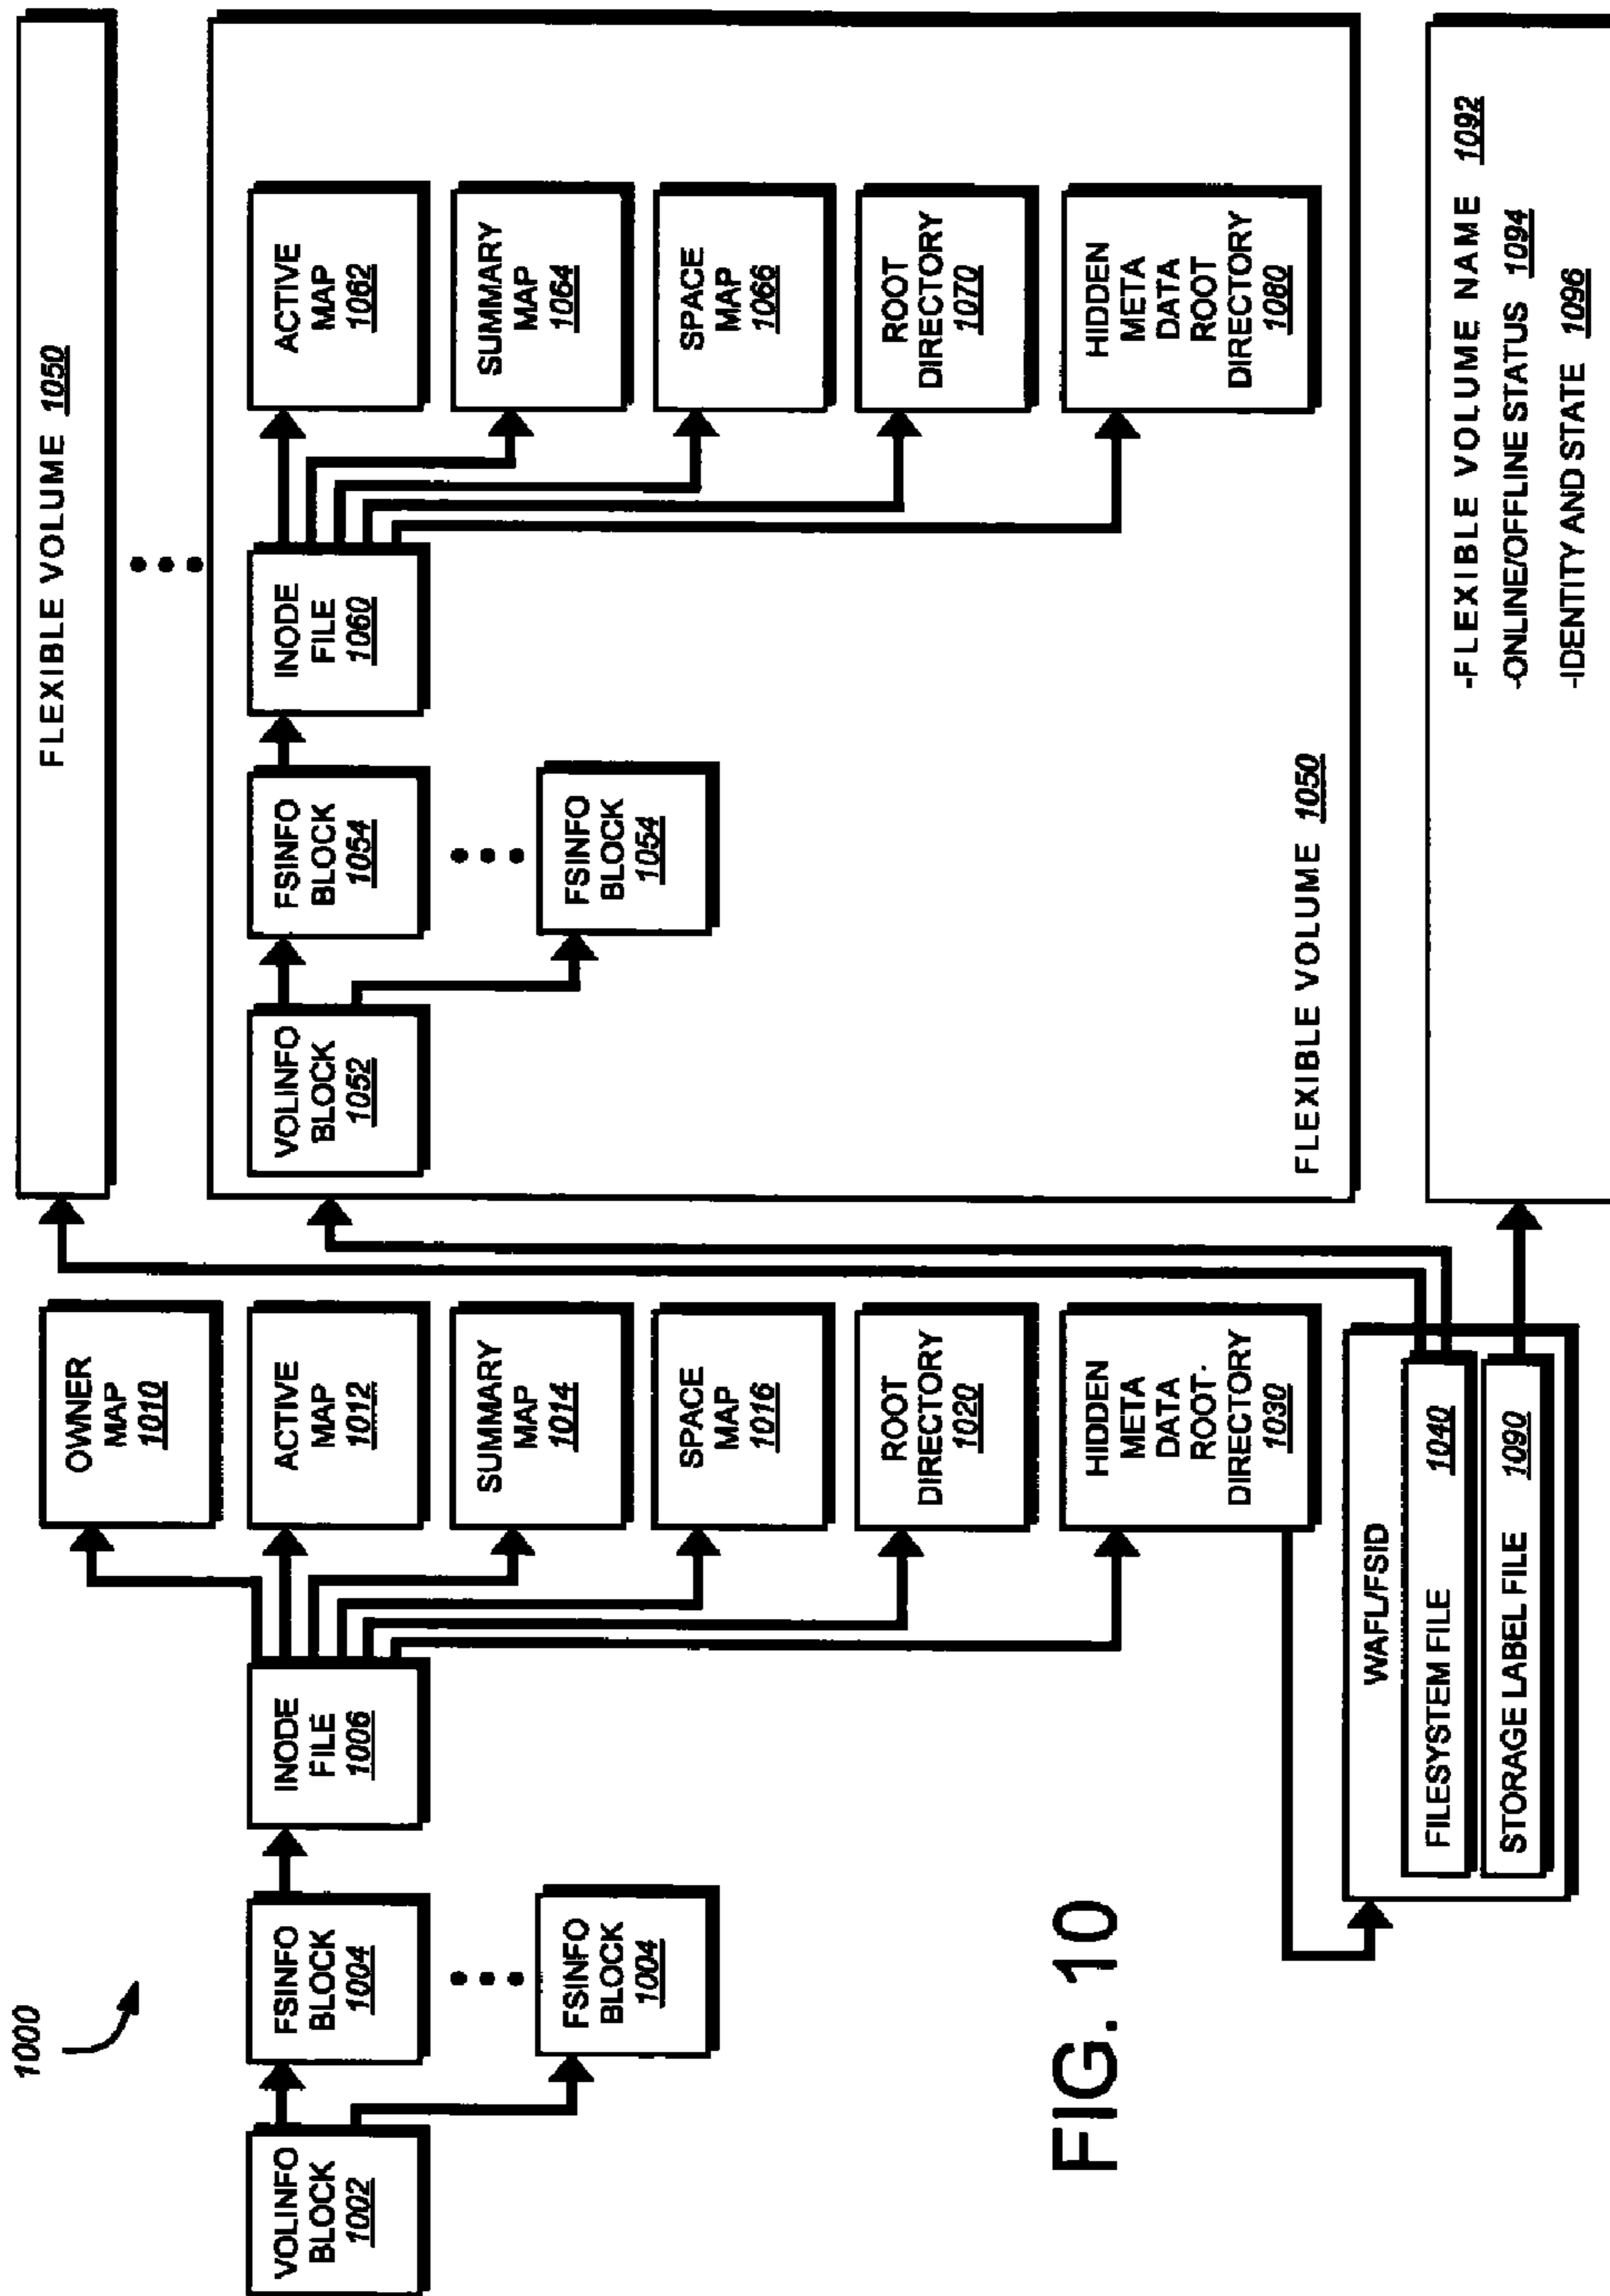 1000
VOLINFO
BLOCK
1002
FSINFO
BLOCK
1004
FSINFO
BLOCK
1004
INODE
FILE
1006
OWNER
MAP
1010
ACTIVE
MAP
1012
SUMMARY
MAP
1014
SPACE
MAP
1016
ROOT
DIRECTORY
1020
HIDDEN
META
DATA
ROOT-
DIRECTORY
1030
WAFL/FSID
FILESYSTEM FILE 1040
STORAGE LABEL FILE 1090
FLEXIBLE VOLUME 1050
VOLINFO
BLOCK
1052
FSINFO
BLOCK
1054
FSINFO
BLOCK
1054
INODE
FILE
1060
ACTIVE
MAP
1062
SUMMARY
MAP
1064
SPACE
MAP
1066
ROOT
DIRECTORY
1070
HIDDEN
META
DATA
ROOT
DIRECTORY
1080
FLEXIBLE VOLUME 1050
-FLEXIBLE VOLUME NAME 1092
-ONLINE/OFFLINE STATUS 1094
-IDENTITY AND STATE 1096
FIG. 10